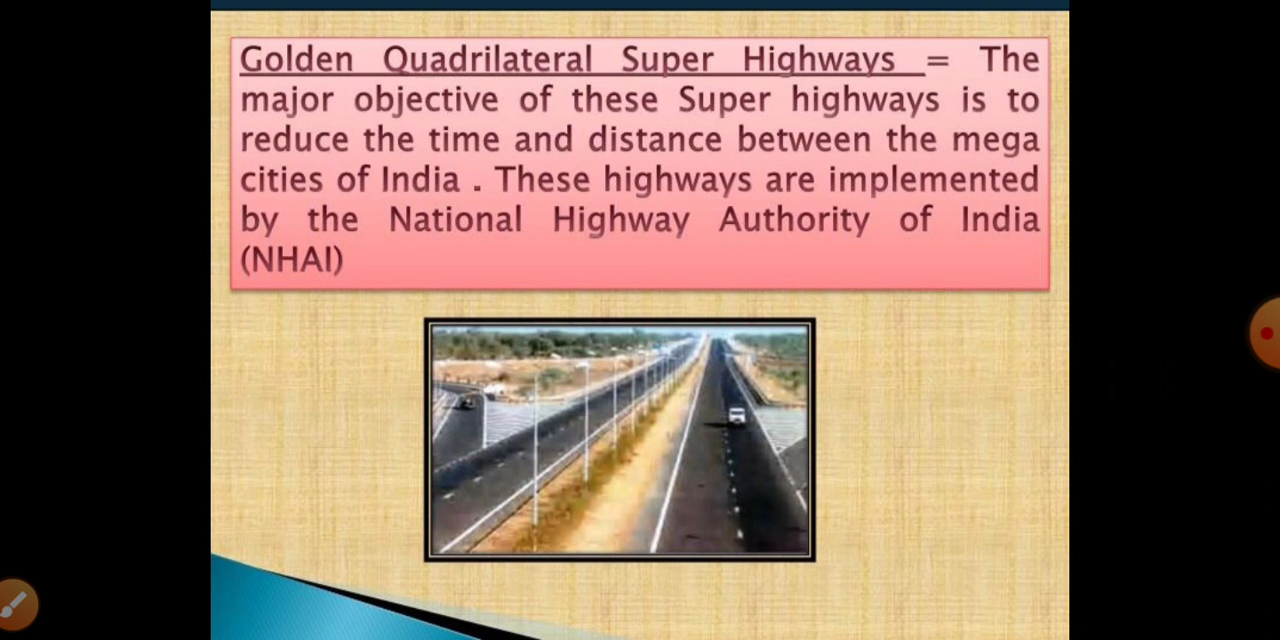 Golden Quadrilateral Super Highways = The
major objective of these Super highways is to
reduce the time and distance between the mega
cities of India . These highways are implemented
by the National Highway Authority of India
(NHAI)